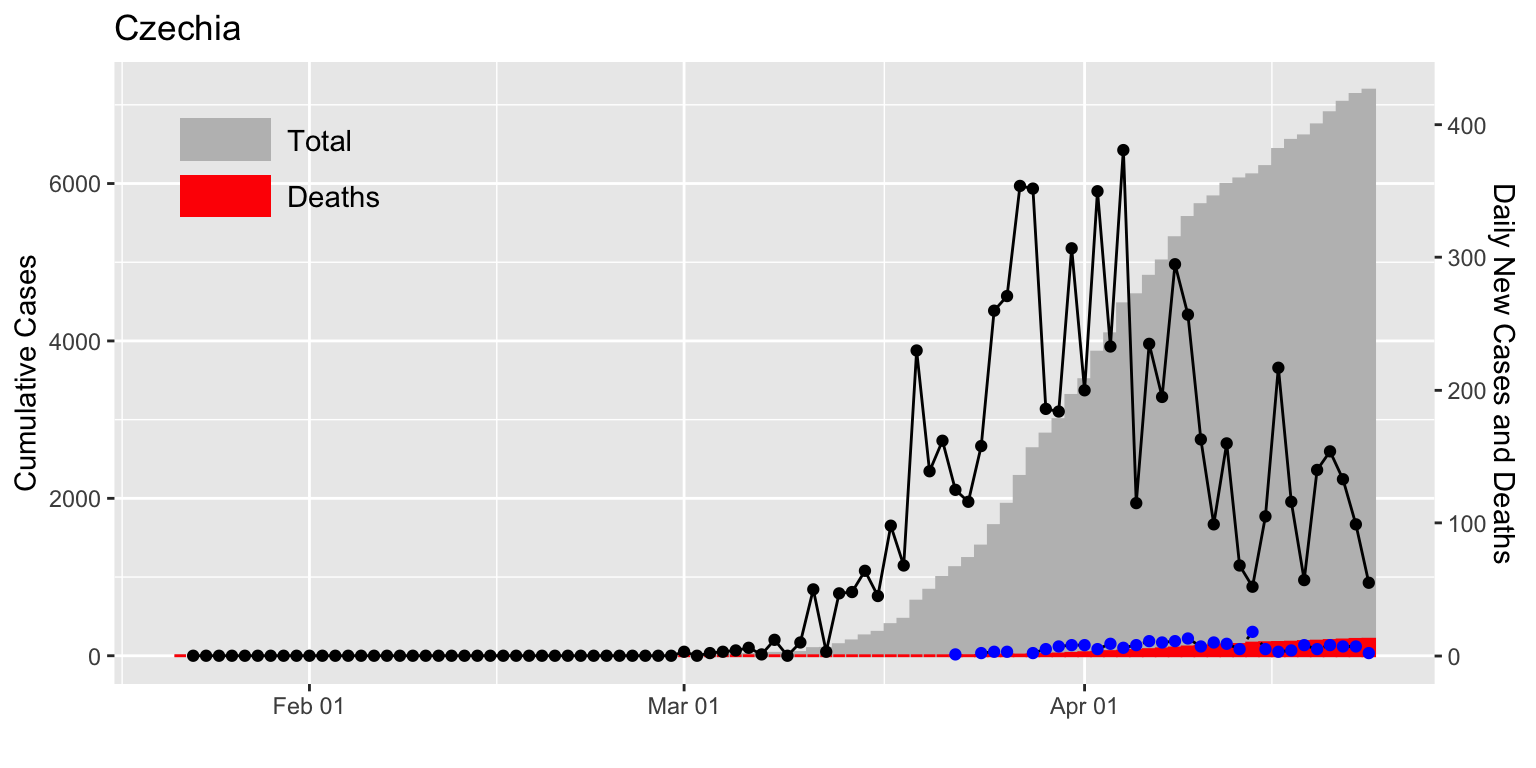 Czechia
Total
Deaths
Cumulative Cases
6000
4000
2000
0
400
300
200
100
0
Daily New Cases and Deaths
Feb 01
Mar 01
Apr 01